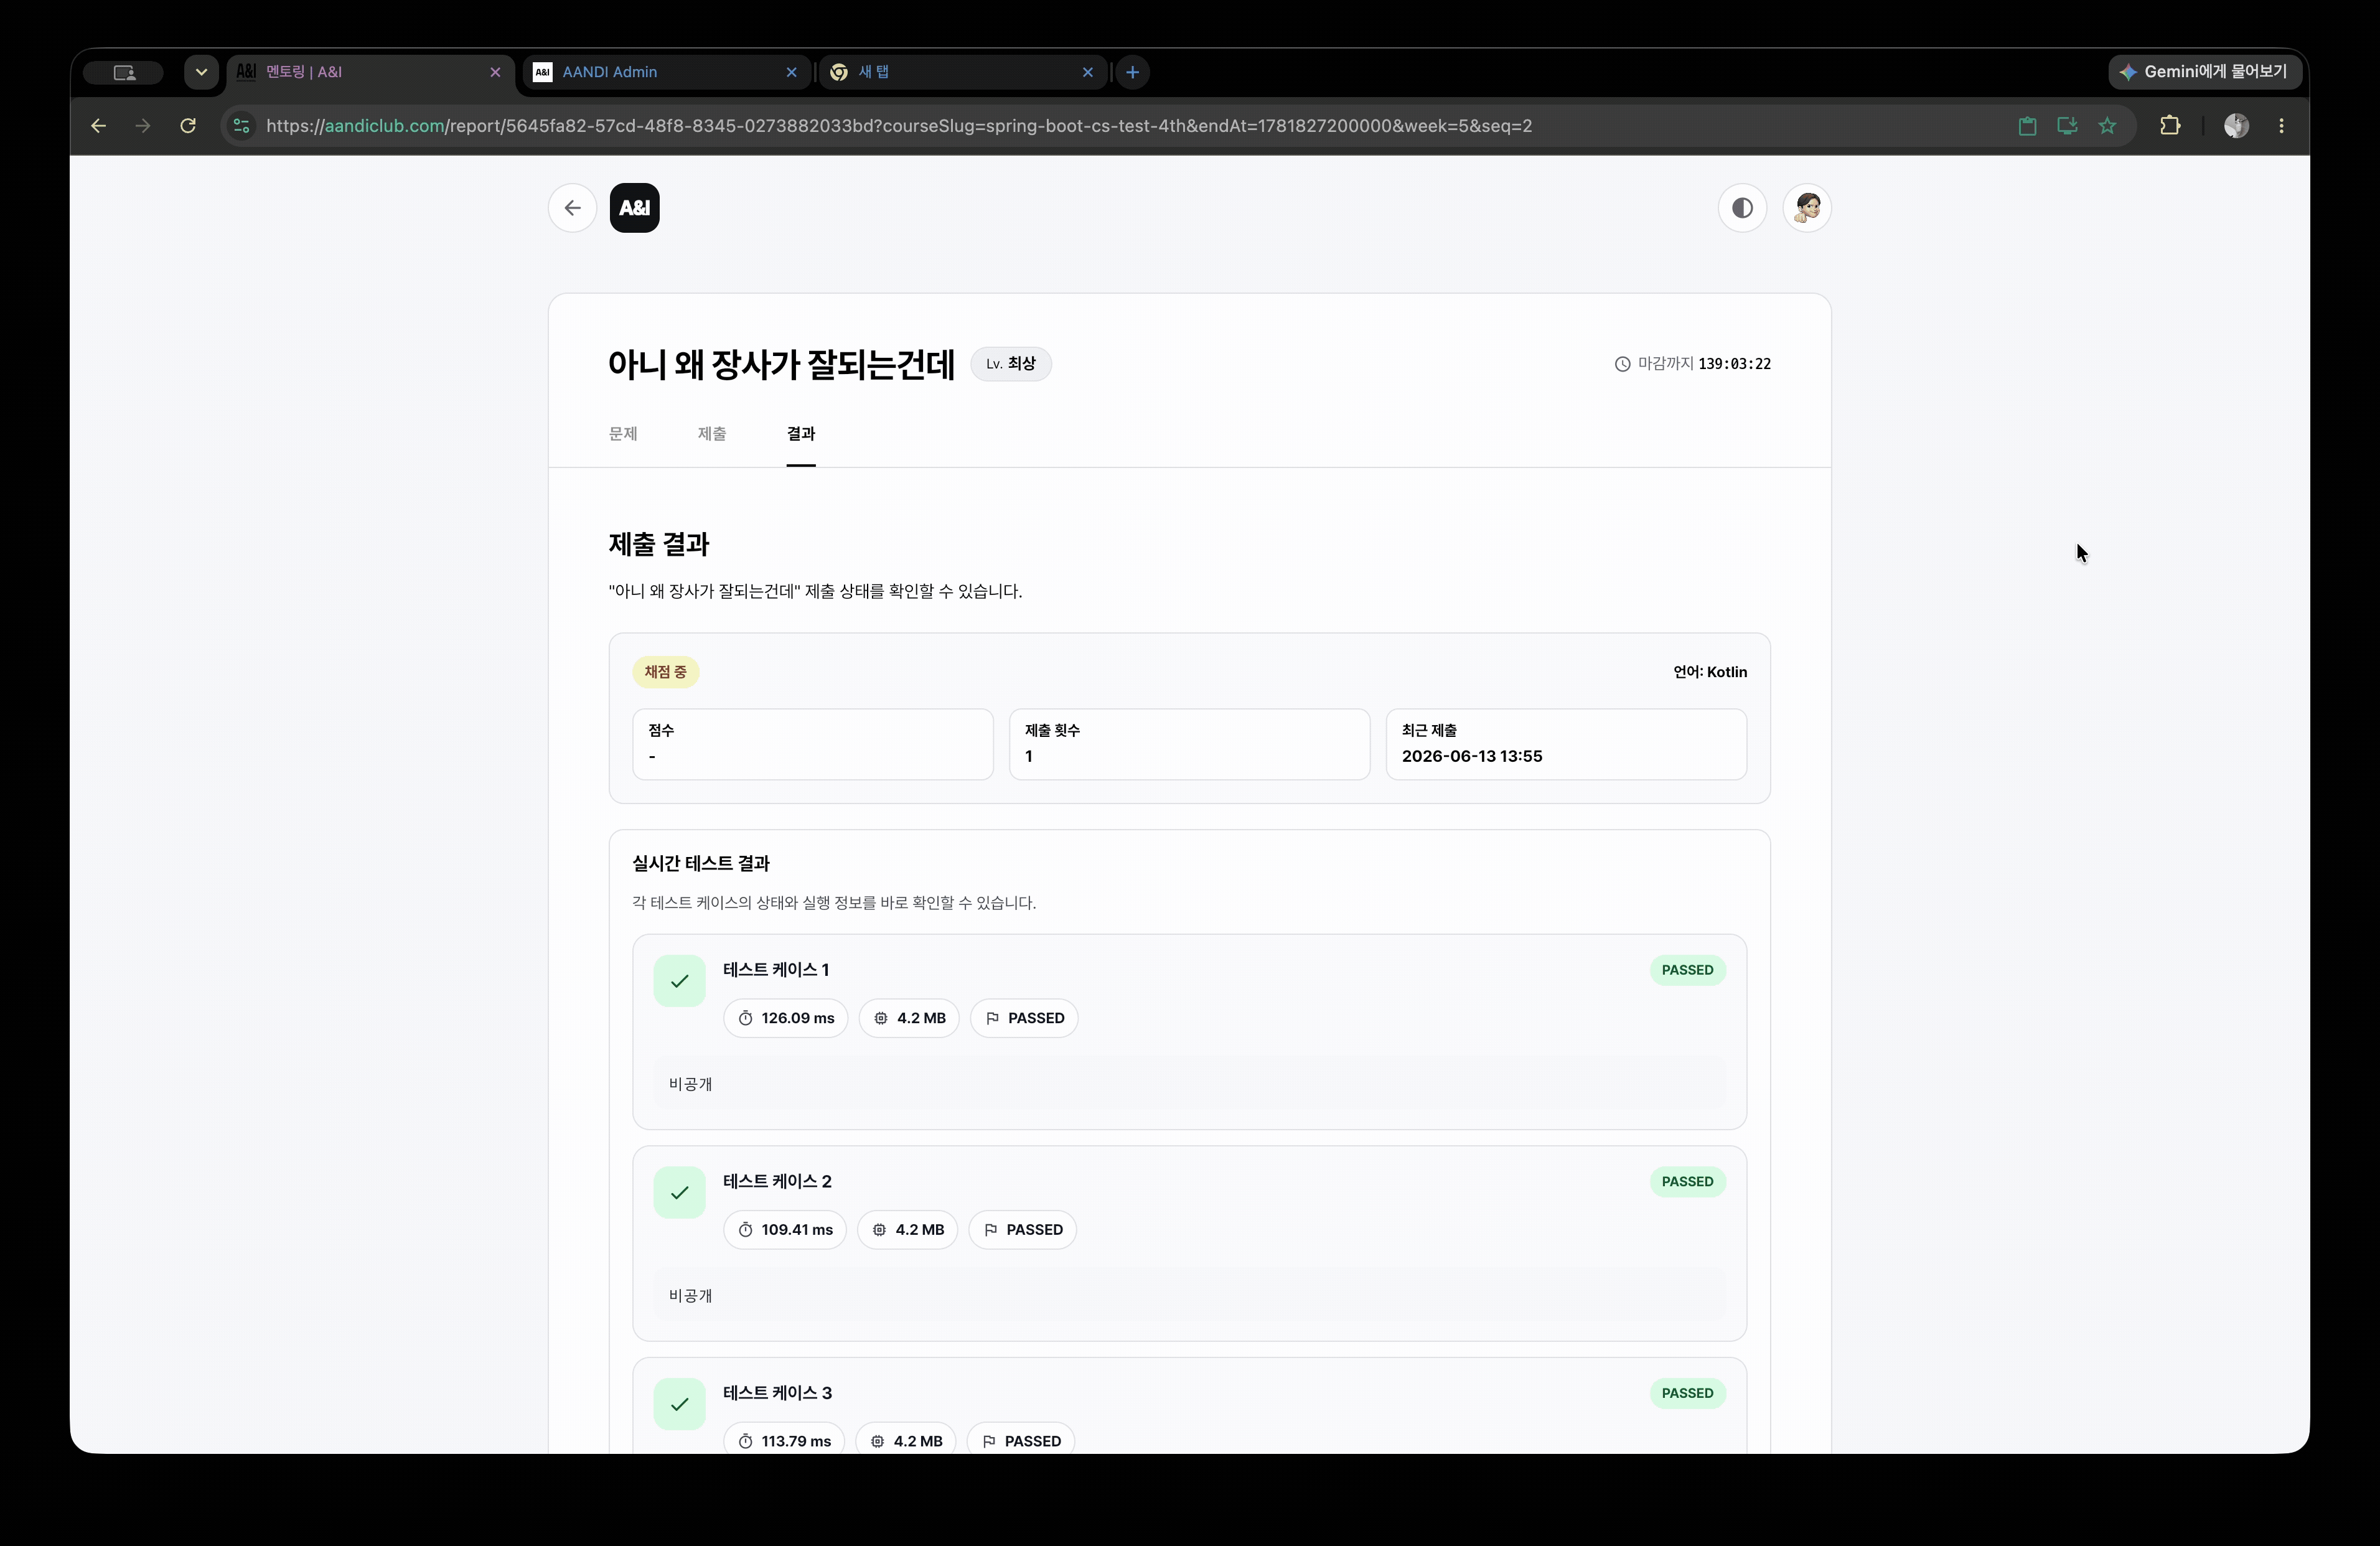 A&I 멘토링 | A&I
A&I AANDI Admin
새 탭
Gemini에게 물어보기
https://aandiclub.com/report/5645fa82-57cd-48f8-8345-0273882033bd?courseSlug=spring-boot-cs-test-4th&endAt=1781827200000&week=5&seq=2
A&I
아니 왜 장사가 잘되는건데 Lv. 최상
마감까지 139:03:22
문제 제출 결과
제출 결과
"아니 왜 장사가 잘되는건데" 제출 상태를 확인할 수 있습니다.
채점 중
언어: Kotlin
점수
-
제출 횟수
1
최근 제출
2026-06-13 13:55
실시간 테스트 결과
각 테스트 케이스의 상태와 실행 정보를 바로 확인할 수 있습니다.
테스트 케이스 1
PASSED
126.09 ms 4.2 MB PASSED
비공개
테스트 케이스 2
PASSED
109.41 ms 4.2 MB PASSED
비공개
테스트 케이스 3
PASSED
113.79 ms 4.2 MB PASSED